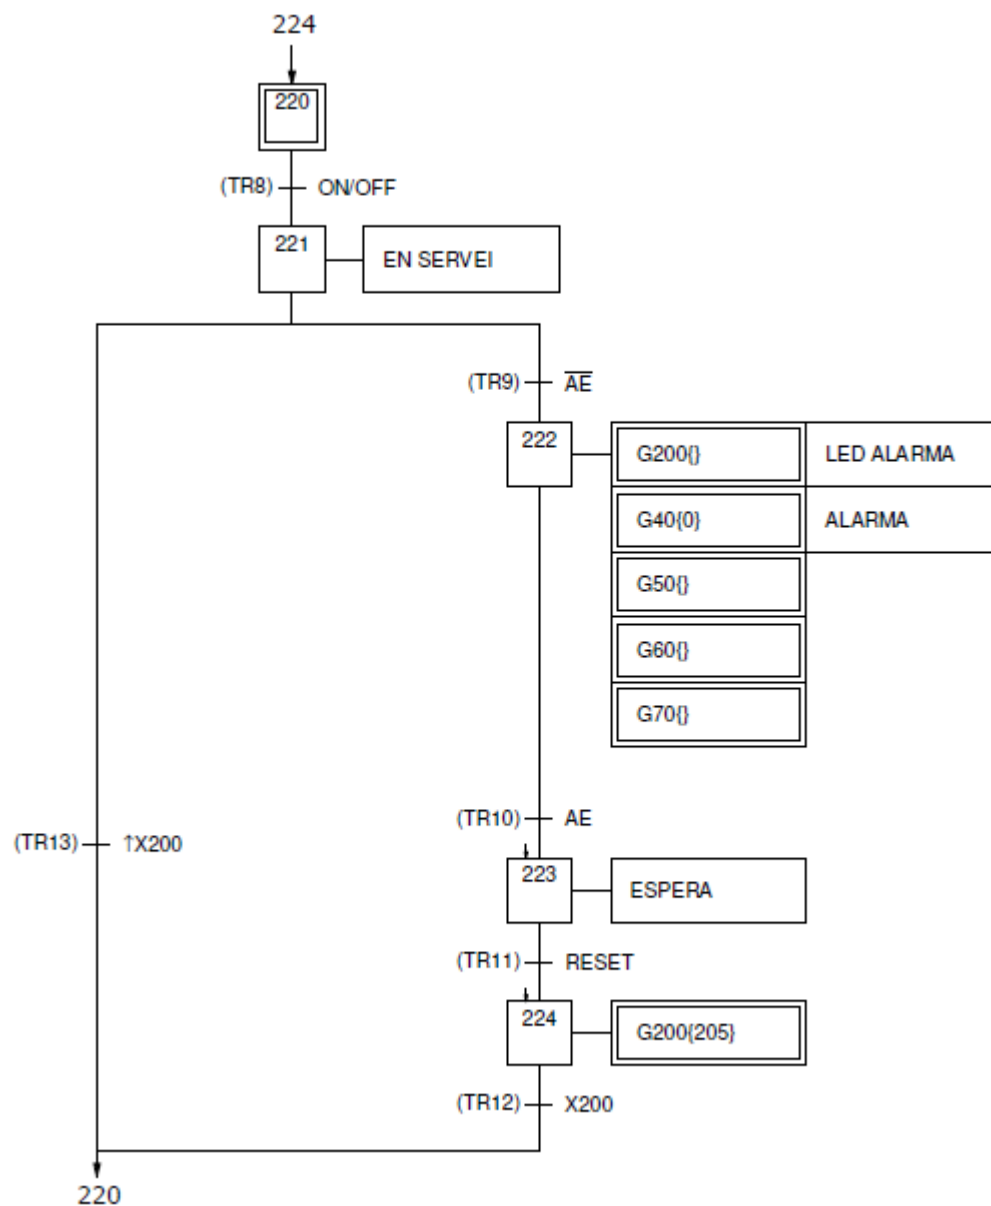 224
220
(TR8) ON/OFF
221 EN SERVEI
(TR9) A̅E̅
222 G200{} LED ALARMA
G40{0} ALARMA
G50{}
G60{}
G70{}
(TR10) AE
(TR13) ↑X200
223 ESPERA
(TR11) RESET
224 G200{205}
(TR12) X200
220